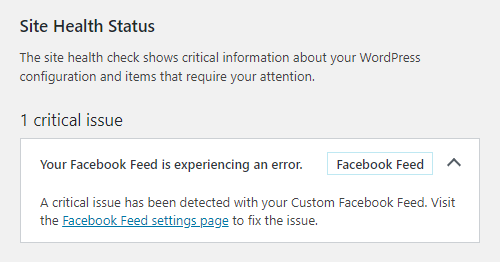 Site Health Status
The site health check shows critical information about your WordPress
configuration and items that require your attention.
1 critical issue
Your Facebook Feed is experiencing an error. Facebook Feed
A critical issue has been detected with your Custom Facebook Feed. Visit
the Facebook Feed settings page to fix the issue.